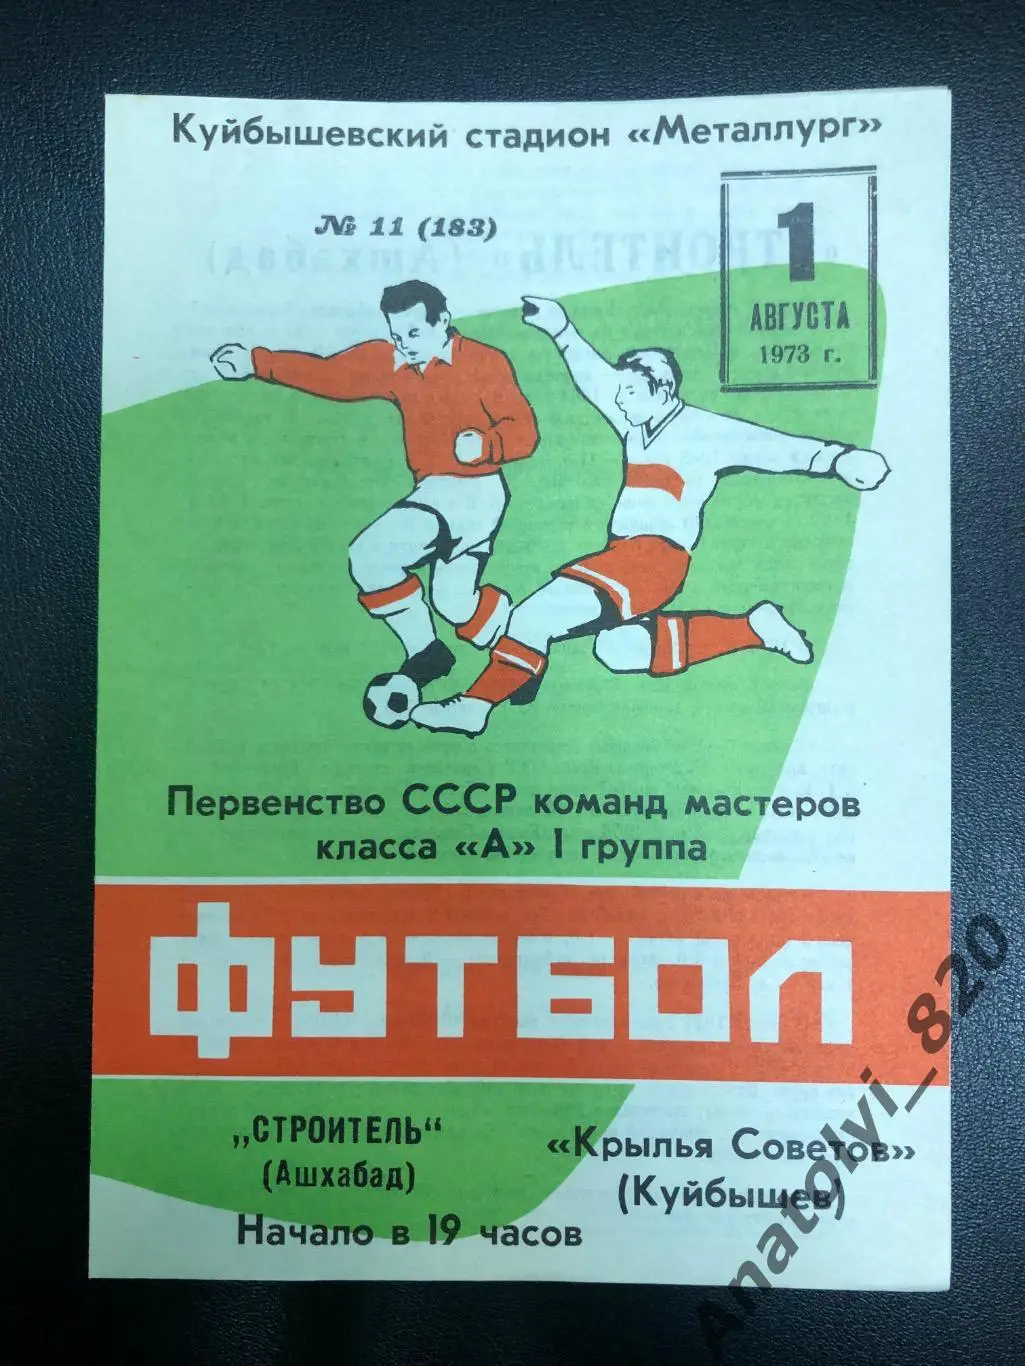 Куйбышевский стадион «Металлург»
№ 11 (183)
1
АВГУСТА
1973 г.
Первенство СССР команд мастеров
класса «А» I группа
ФУТБОЛ
„СТРОИТЕЛЬ“
(Ашхабад)
«Крылья Советов»
(Куйбышев)
Начало в 19 часов
Anatolyi_820